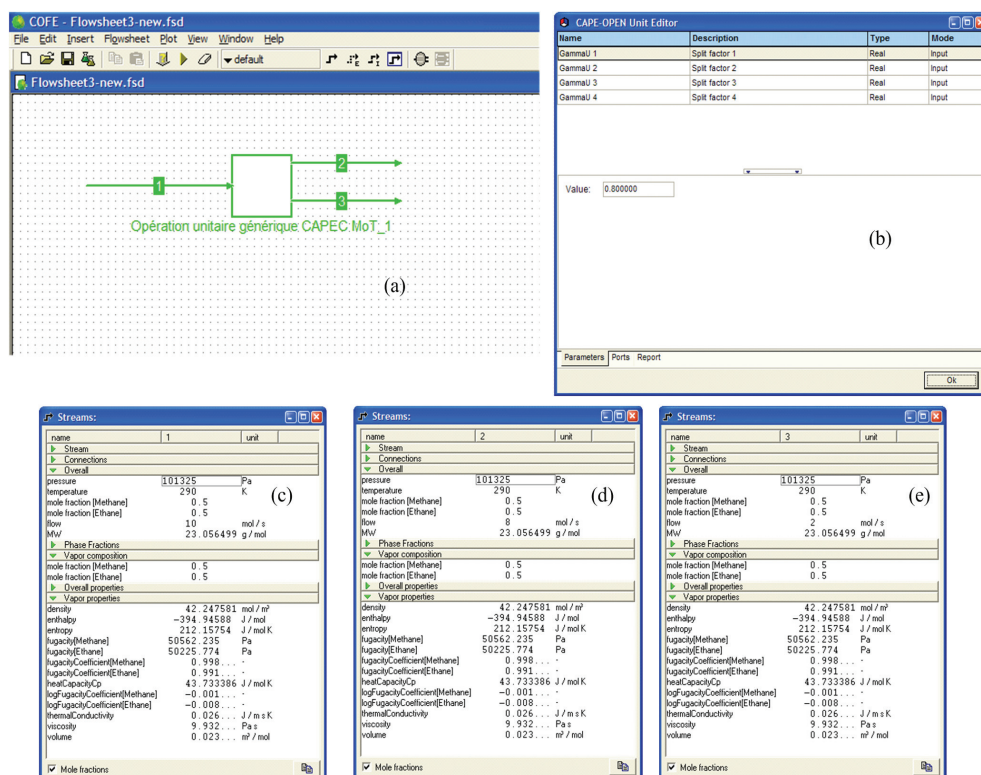 COFE - Flowsheet3-new.fsd
File Edit Insert Flowsheet Plot View Window Help
default
Flowsheet3-new.fsd
1
2
3
Opération unitaire générique CAPEC MoT_1
(a)
CAPE-OPEN Unit Editor
Name Description Type Mode
GammaU 1 Split factor 1 Real Input
GammaU 2 Split factor 2 Real Input
GammaU 3 Split factor 3 Real Input
GammaU 4 Split factor 4 Real Input
Value: 0.800000
(b)
Parameters Ports Report
Ok
Streams:
name 1 unit
Stream
Connections
Overall
pressure 101325 Pa
temperature 290 K
mole fraction [Methane] 0.5
mole fraction [Ethane] 0.5
flow 10 mol / s
MW 23.056499 g / mol
Phase Fractions
Vapor composition
mole fraction [Methane] 0.5
mole fraction [Ethane] 0.5
Overall properties
Vapor properties
density 42.247581 mol / m³
enthalpy -394.94588 J / mol
entropy 212.15754 J / mol K
fugacity[Methane] 50562.235 Pa
fugacity[Ethane] 50225.774 Pa
fugacityCoefficient[Methane] 0.998... -
fugacityCoefficient[Ethane] 0.991... -
heatCapacityCp 43.733386 J / mol K
logFugacityCoefficient[Methane] -0.001... -
logFugacityCoefficient[Ethane] -0.008... -
thermalConductivity 0.026... J / m s K
viscosity 9.932... Pa s
volume 0.023... m³ / mol
Mole fractions
(c)
Streams:
name 2 unit
Stream
Connections
Overall
pressure 101325 Pa
temperature 290 K
mole fraction [Methane] 0.5
mole fraction [Ethane] 0.5
flow 8 mol / s
MW 23.056499 g / mol
Phase Fractions
Vapor composition
mole fraction [Methane] 0.5
mole fraction [Ethane] 0.5
Overall properties
Vapor properties
density 42.247581 mol / m³
enthalpy -394.94588 J / mol
entropy 212.15754 J / mol K
fugacity[Methane] 50562.235 Pa
fugacity[Ethane] 50225.774 Pa
fugacityCoefficient[Methane] 0.998... -
fugacityCoefficient[Ethane] 0.991... -
heatCapacityCp 43.733386 J / mol K
logFugacityCoefficient[Methane] -0.001... -
logFugacityCoefficient[Ethane] -0.008... -
thermalConductivity 0.026... J / m s K
viscosity 9.932... Pa s
volume 0.023... m³ / mol
Mole fractions
(d)
Streams:
name 3 unit
Stream
Connections
Overall
pressure 101325 Pa
temperature 290 K
mole fraction [Methane] 0.5
mole fraction [Ethane] 0.5
flow 2 mol / s
MW 23.056499 g / mol
Phase Fractions
Vapor composition
mole fraction [Methane] 0.5
mole fraction [Ethane] 0.5
Overall properties
Vapor properties
density 42.247581 mol / m³
enthalpy -394.94588 J / mol
entropy 212.15754 J / mol K
fugacity[Methane] 50562.235 Pa
fugacity[Ethane] 50225.774 Pa
fugacityCoefficient[Methane] 0.998... -
fugacityCoefficient[Ethane] 0.991... -
heatCapacityCp 43.733386 J / mol K
logFugacityCoefficient[Methane] -0.001... -
logFugacityCoefficient[Ethane] -0.008... -
thermalConductivity 0.026... J / m s K
viscosity 9.932... Pa s
volume 0.023... m³ / mol
Mole fractions
(e)